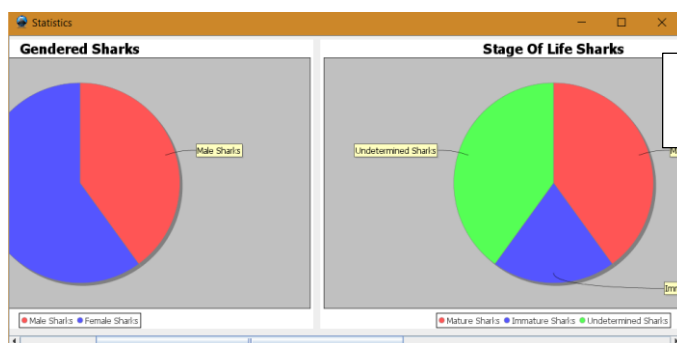 Statistics
Gendered Sharks
Male Sharks
Male Sharks Female Sharks
Stage Of Life Sharks
Undetermined Sharks
Mature Sharks Immature Sharks Undetermined Sharks